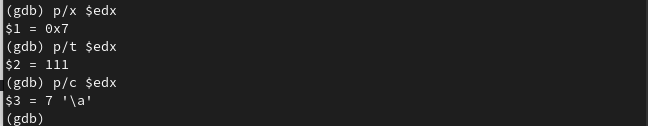 (gdb) p/x $edx
$1 = 0x7
(gdb) p/t $edx
$2 = 111
(gdb) p/c $edx
$3 = 7 '\a'
(gdb)